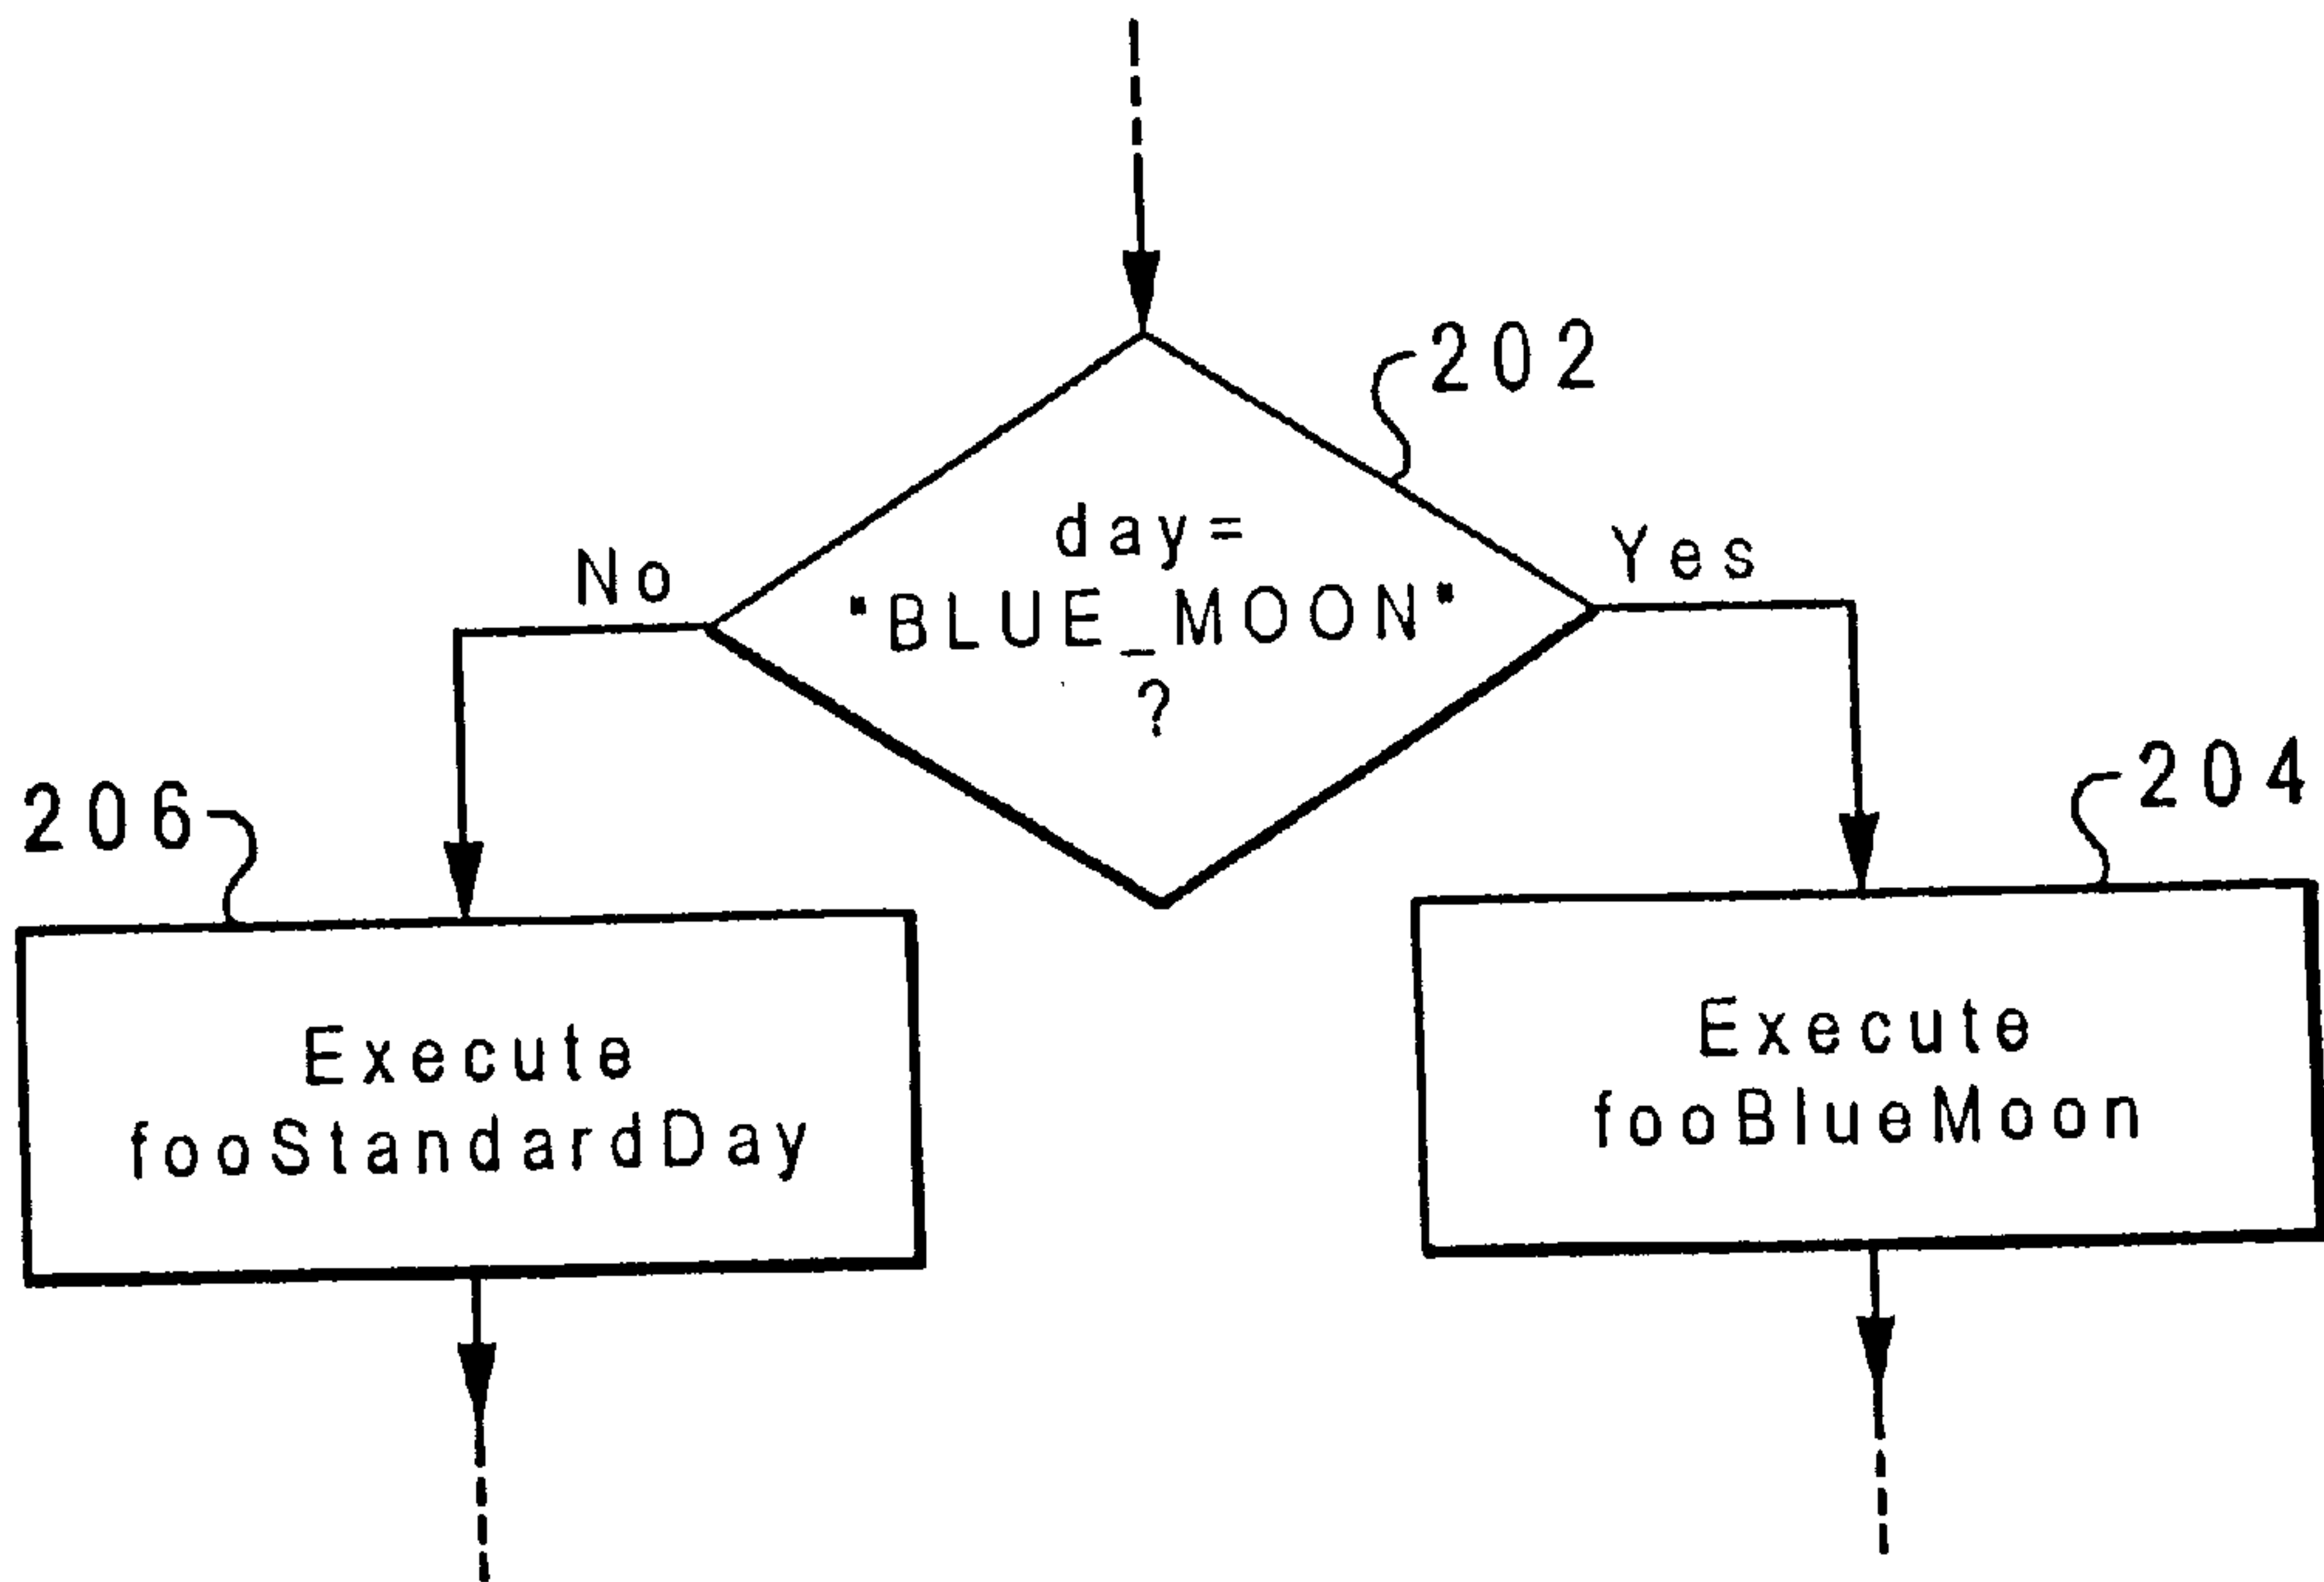 202
day=
"BLUE_MOON"
?
No
Yes
206
204
Execute
fooStandardDay
Execute
fooBlueMoon